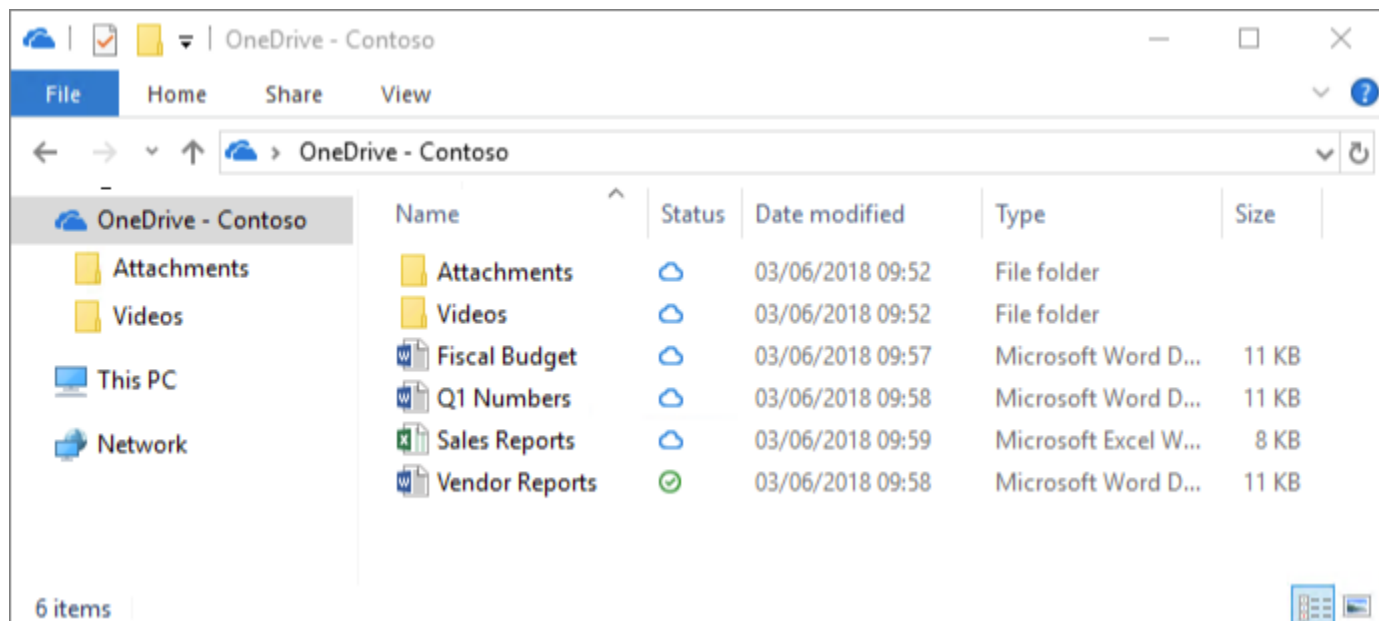 OneDrive - Contoso
File Home Share View
OneDrive - Contoso
OneDrive - Contoso
Attachments
Videos
This PC
Network
Name Status Date modified Type Size
Attachments 03/06/2018 09:52 File folder
Videos 03/06/2018 09:52 File folder
Fiscal Budget 03/06/2018 09:57 Microsoft Word D... 11 KB
Q1 Numbers 03/06/2018 09:58 Microsoft Word D... 11 KB
Sales Reports 03/06/2018 09:59 Microsoft Excel W... 8 KB
Vendor Reports 03/06/2018 09:58 Microsoft Word D... 11 KB
6 items